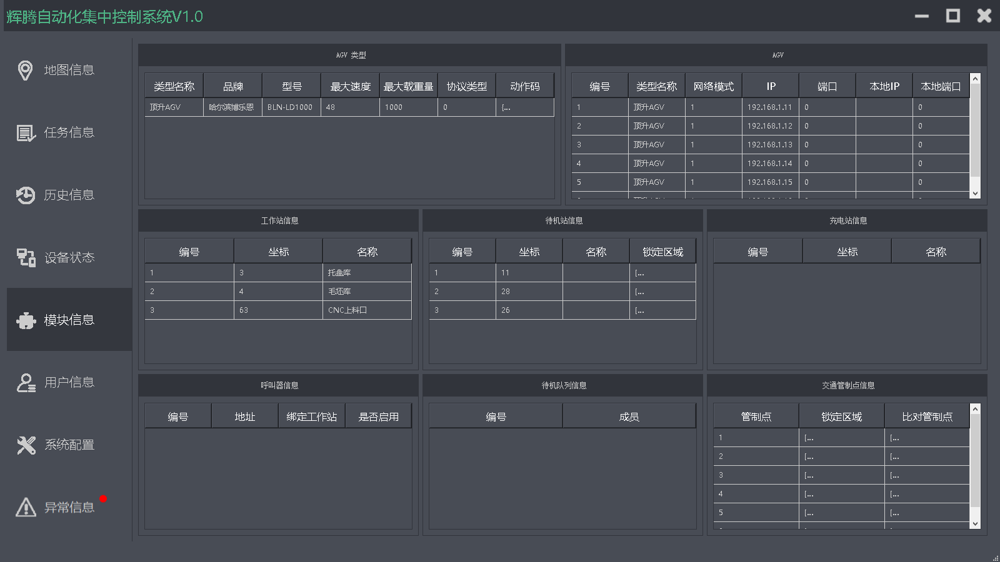 辉腾自动化集中控制系统V1.0
地图信息
任务信息
历史信息
设备状态
模块信息
用户信息
系统配置
异常信息
AGV 类型
类型名称 品牌 型号 最大速度 最大载重量 协议类型 动作码
顶升AGV 哈尔滨博乐恩 BLN-LD1000 48 1000 0 {...
AGV
编号 类型名称 网络模式 IP 端口 本地IP 本地端口
1 顶升AGV 1 192.168.1.11 0 0
2 顶升AGV 1 192.168.1.12 0 0
3 顶升AGV 1 192.168.1.13 0 0
4 顶升AGV 1 192.168.1.14 0 0
5 顶升AGV 1 192.168.1.15 0 0
工作站信息
编号 坐标 名称
1 3 托盘库
2 4 毛坯库
3 63 CNC上料口
待机站信息
编号 坐标 名称 锁定区域
1 11 [...
2 28 [...
3 26 [...
充电站信息
编号 坐标 名称
呼叫器信息
编号 地址 绑定工作站 是否启用
待机队列信息
编号 成员
交通管制点信息
管制点 锁定区域 比对管制点
1 [... [...
2 [... [...
3 [... [...
4 [... [...
5 [... [...